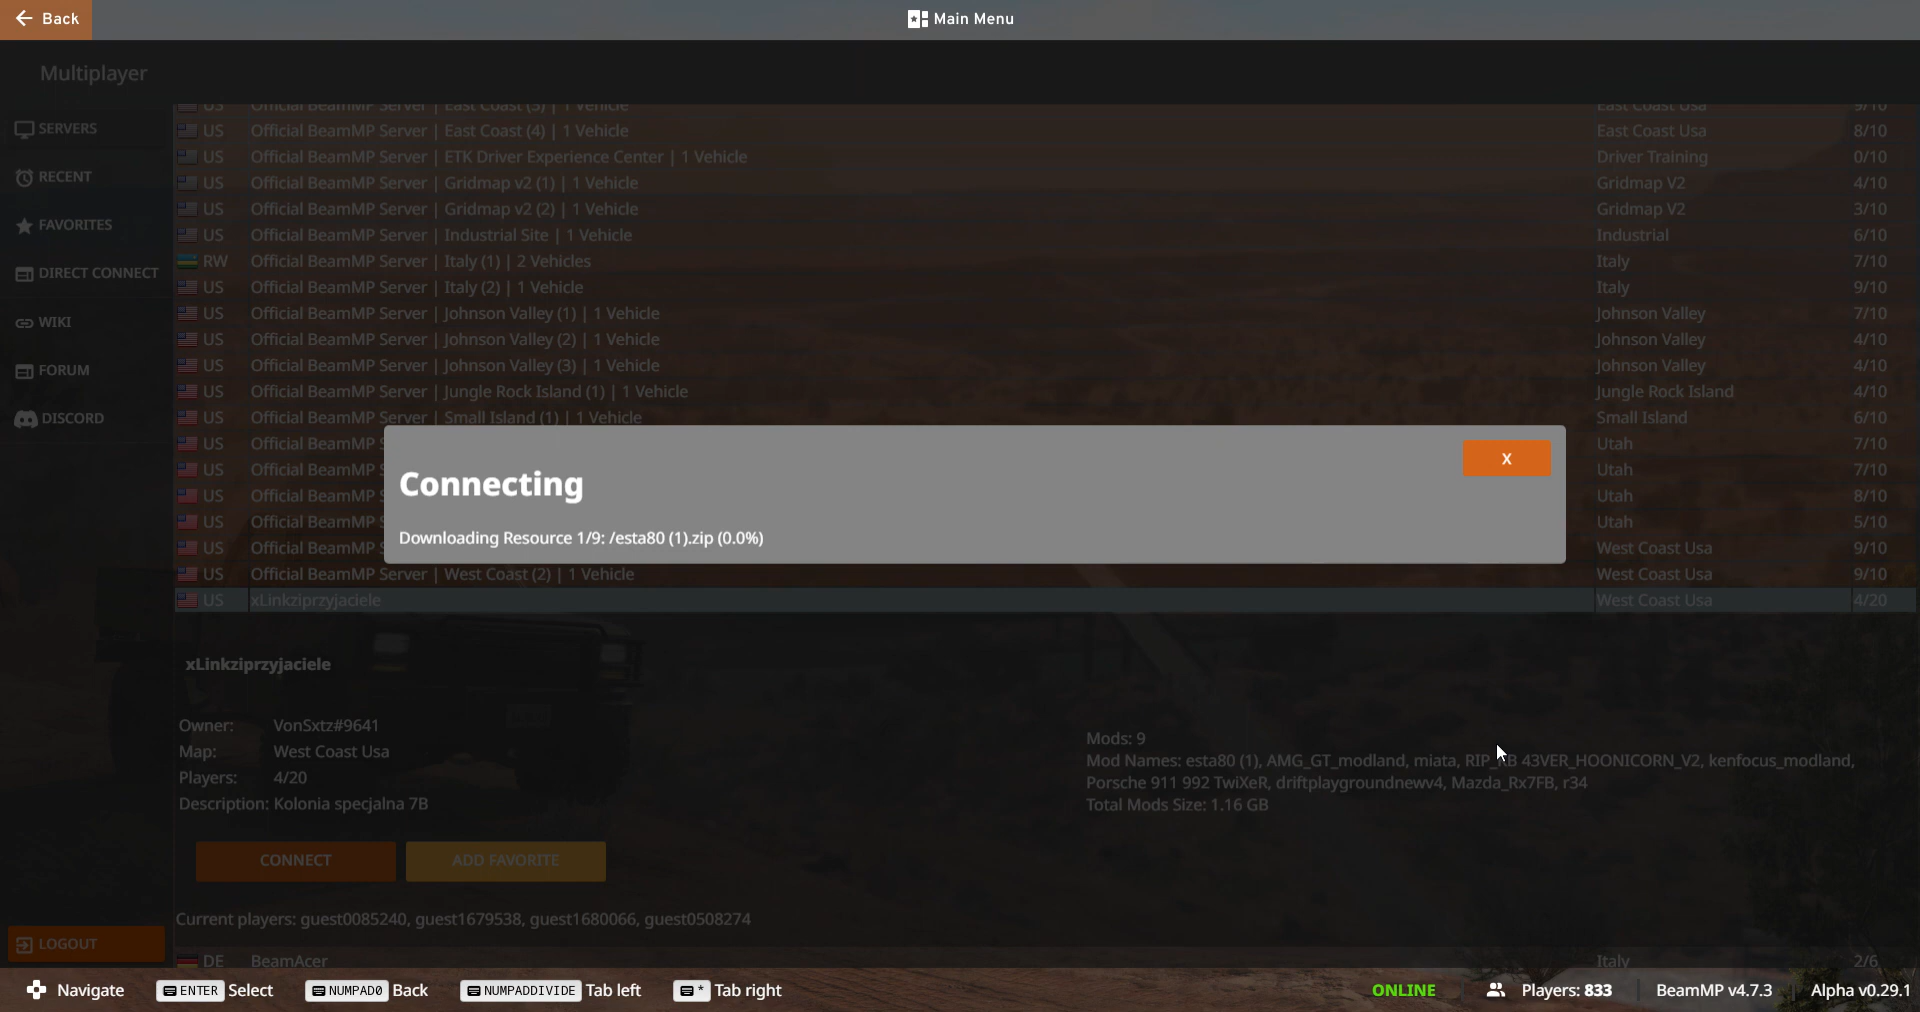 Back
Main Menu
Multiplayer
SERVERS
RECENT
FAVORITES
DIRECT CONNECT
WIKI
FORUM
DISCORD
LOGOUT
US Official BeamMP Server | East Coast (3) | 1 Vehicle East Coast Usa 9/10
US Official BeamMP Server | East Coast (4) | 1 Vehicle East Coast Usa 8/10
US Official BeamMP Server | ETK Driver Experience Center | 1 Vehicle Driver Training 0/10
US Official BeamMP Server | Gridmap v2 (1) | 1 Vehicle Gridmap V2 4/10
US Official BeamMP Server | Gridmap v2 (2) | 1 Vehicle Gridmap V2 3/10
US Official BeamMP Server | Industrial Site | 1 Vehicle Industrial 6/10
RW Official BeamMP Server | Italy (1) | 2 Vehicles Italy 7/10
US Official BeamMP Server | Italy (2) | 1 Vehicle Italy 9/10
US Official BeamMP Server | Johnson Valley (1) | 1 Vehicle Johnson Valley 7/10
US Official BeamMP Server | Johnson Valley (2) | 1 Vehicle Johnson Valley 4/10
US Official BeamMP Server | Johnson Valley (3) | 1 Vehicle Johnson Valley 4/10
US Official BeamMP Server | Jungle Rock Island (1) | 1 Vehicle Jungle Rock Island 4/10
US Official BeamMP Server | Small Island (1) | 1 Vehicle Small Island 6/10
US Official BeamMP Utah 7/10
US Official BeamMP Utah 7/10
US Official BeamMP Utah 8/10
US Official BeamMP Utah 5/10
US Official BeamMP West Coast Usa 9/10
US Official BeamMP Server | West Coast (2) | 1 Vehicle West Coast Usa 9/10
US xLinkziprzyjaciele West Coast Usa 4/20
X
Connecting
Downloading Resource 1/9: /esta80 (1).zip (0.0%)
xLinkziprzyjaciele
Owner: VonSxtz#9641
Map: West Coast Usa
Players: 4/20
Description: Kolonia specjalna 7B
Mods: 9
Mod Names: esta80 (1), AMG_GT_modland, miata, RIP_RB 43VER_HOONICORN_V2, kenfocus_modland,
Porsche 911 992 TwiXeR, driftplaygroundnewv4, Mazda_Rx7FB, r34
Total Mods Size: 1.16 GB
CONNECT
ADD FAVORITE
Current players: guest0085240, guest1679538, guest1680066, guest0508274
DE BeamAcer Italy 2/6
Navigate ENTER Select NUMPAD0 Back NUMPADDIVIDE Tab left * Tab right
ONLINE Players: 833 BeamMP v4.7.3 Alpha v0.29.1